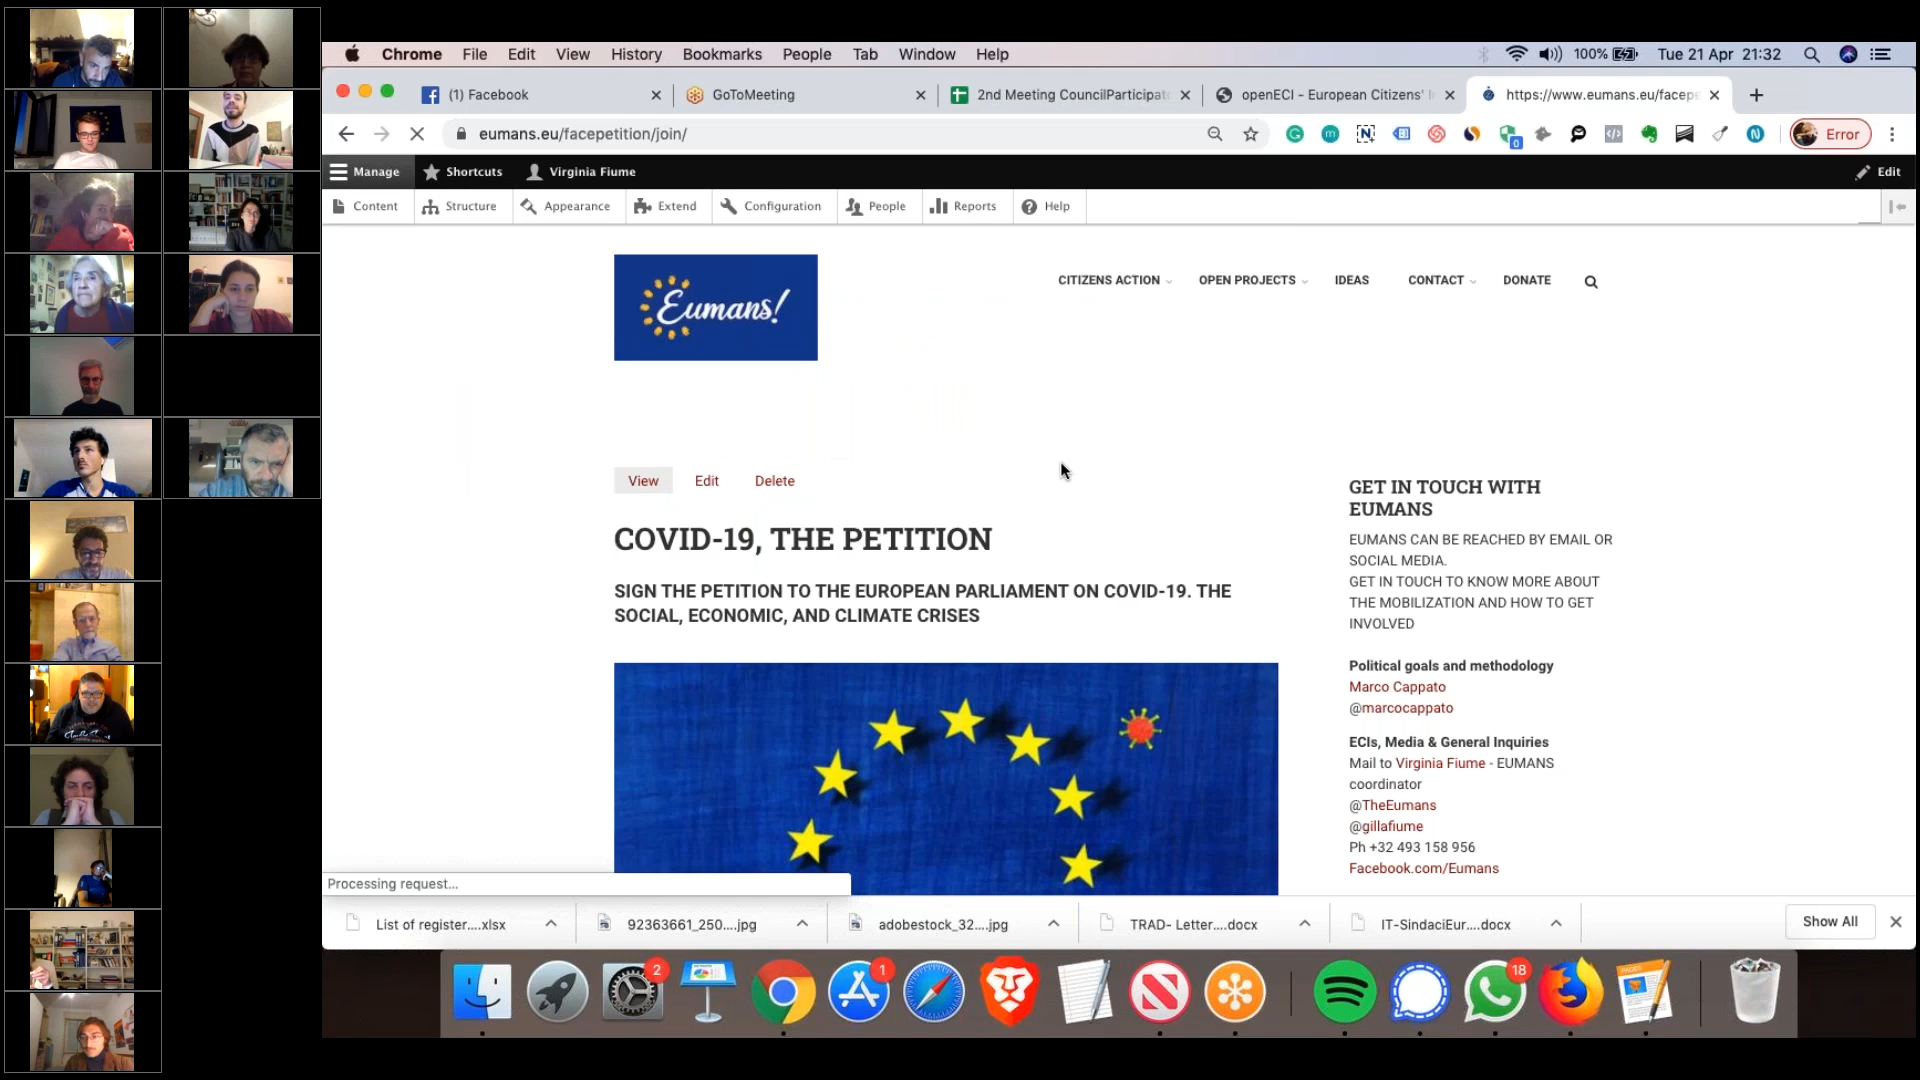 Chrome File Edit View History Bookmarks People Tab Window Help 100% Tue 21 Apr 21:32
(1) Facebook GoToMeeting 2nd Meeting CouncilParticipat openECI - European Citizens' I https://www.eumans.eu/facepe
eumans.eu/facepetition/join/ 0 Error
Manage Shortcuts Virginia Fiume Edit
Content Structure Appearance Extend Configuration People Reports Help
Eumans!
CITIZENS ACTION OPEN PROJECTS IDEAS CONTACT DONATE
View Edit Delete
COVID-19, THE PETITION
SIGN THE PETITION TO THE EUROPEAN PARLIAMENT ON COVID-19. THE
SOCIAL, ECONOMIC, AND CLIMATE CRISES
GET IN TOUCH WITH
EUMANS
EUMANS CAN BE REACHED BY EMAIL OR
SOCIAL MEDIA.
GET IN TOUCH TO KNOW MORE ABOUT
THE MOBILIZATION AND HOW TO GET
INVOLVED
Political goals and methodology
Marco Cappato
@marcocappato
ECIs, Media & General Inquiries
Mail to Virginia Fiume - EUMANS
coordinator
@TheEumans
@gillafiume
Ph +32 493 158 956
Facebook.com/Eumans
Processing request...
List of register....xlsx 92363661_250....jpg adobestock_32....jpg TRAD- Letter....docx IT-SindaciEur....docx Show All
2 1 18
PAGES